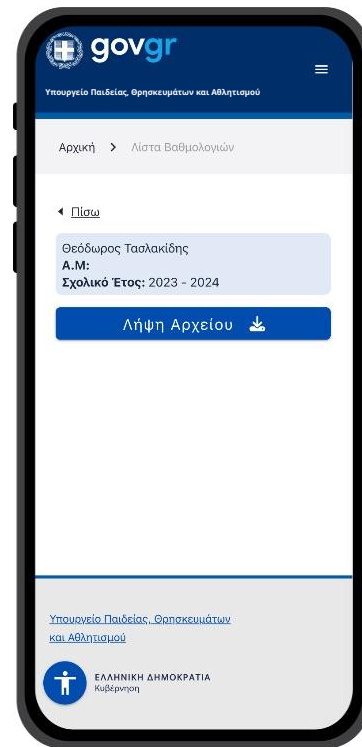 govgr
Υπουργείο Παιδείας, Θρησκευμάτων και Αθλητισμού
Αρχική > Λίστα Βαθμολογιών
Πίσω
Θεόδωρος Τασλακίδης
Α.Μ:
Σχολικό Έτος: 2023 - 2024
Λήψη Αρχείου
Υπουργείο Παιδείας, Θρησκευμάτων
και Αθλητισμού
ΕΛΛΗΝΙΚΗ ΔΗΜΟΚΡΑΤΙΑ
Κυβέρνηση